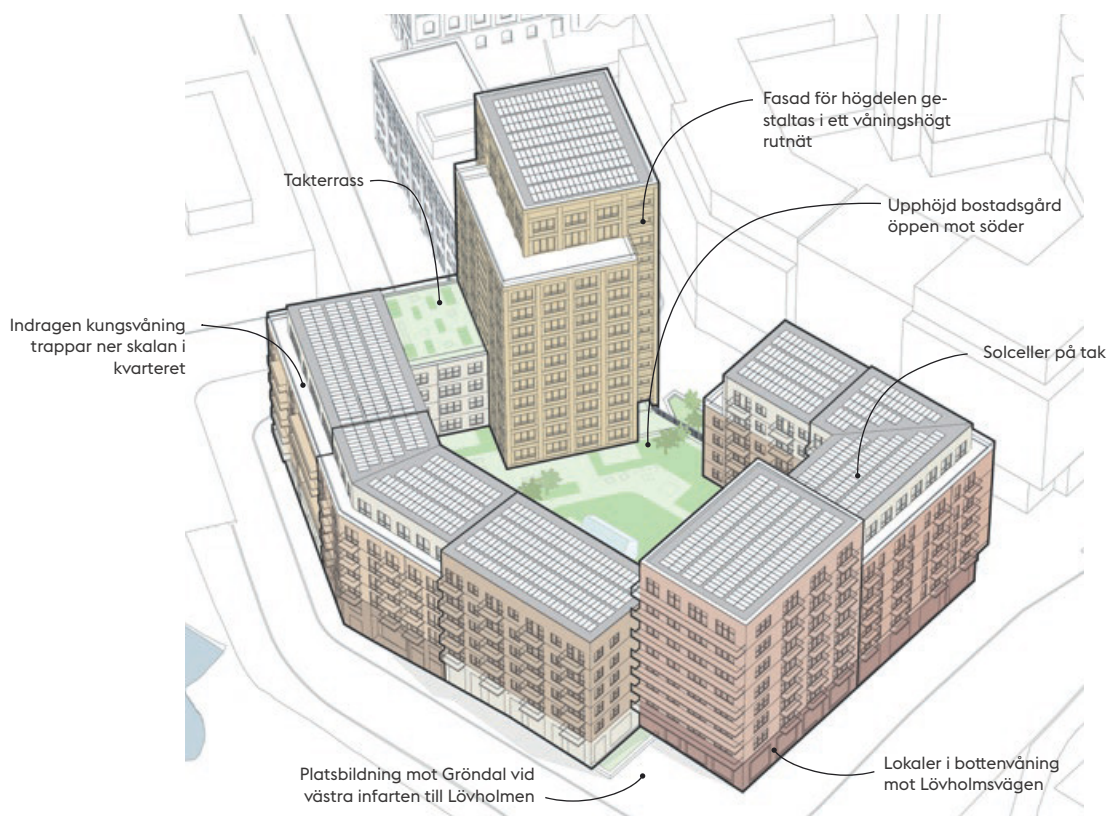 Fasad för högdelen ge-
staltas i ett våningshögt
rutnät
Takterrass
Upphöjd bostadsgård
öppen mot söder
Indragen kungsvåning
trappar ner skalan i
kvarteret
Solceller på tak
Platsbildning mot Gröndal vid
västra infarten till Lövholmen
Lokaler i bottenvåning
mot Lövholmsvägen